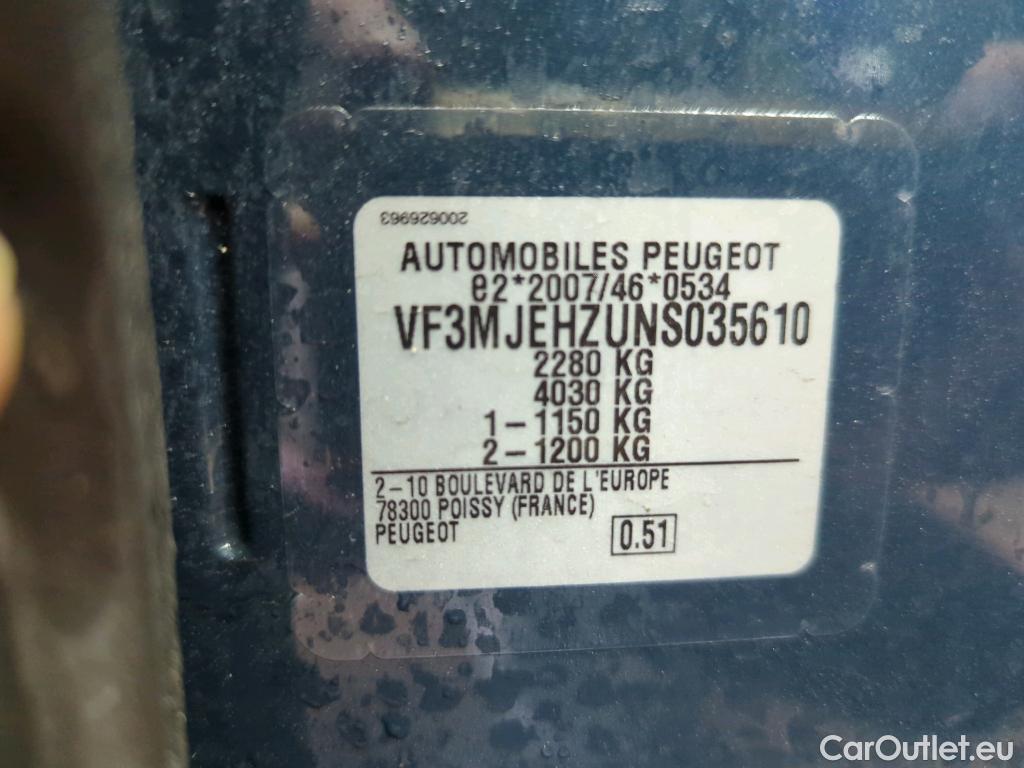 200626963
AUTOMOBILES PEUGEOT
e2*2007/46*0534
VF3MJEHZUNS035610
2280 KG
4030 KG
1-1150 KG
2-1200 KG
2-10 BOULEVARD DE L'EUROPE
78300 POISSY (FRANCE)
PEUGEOT
0.51
CarOutlet.eu